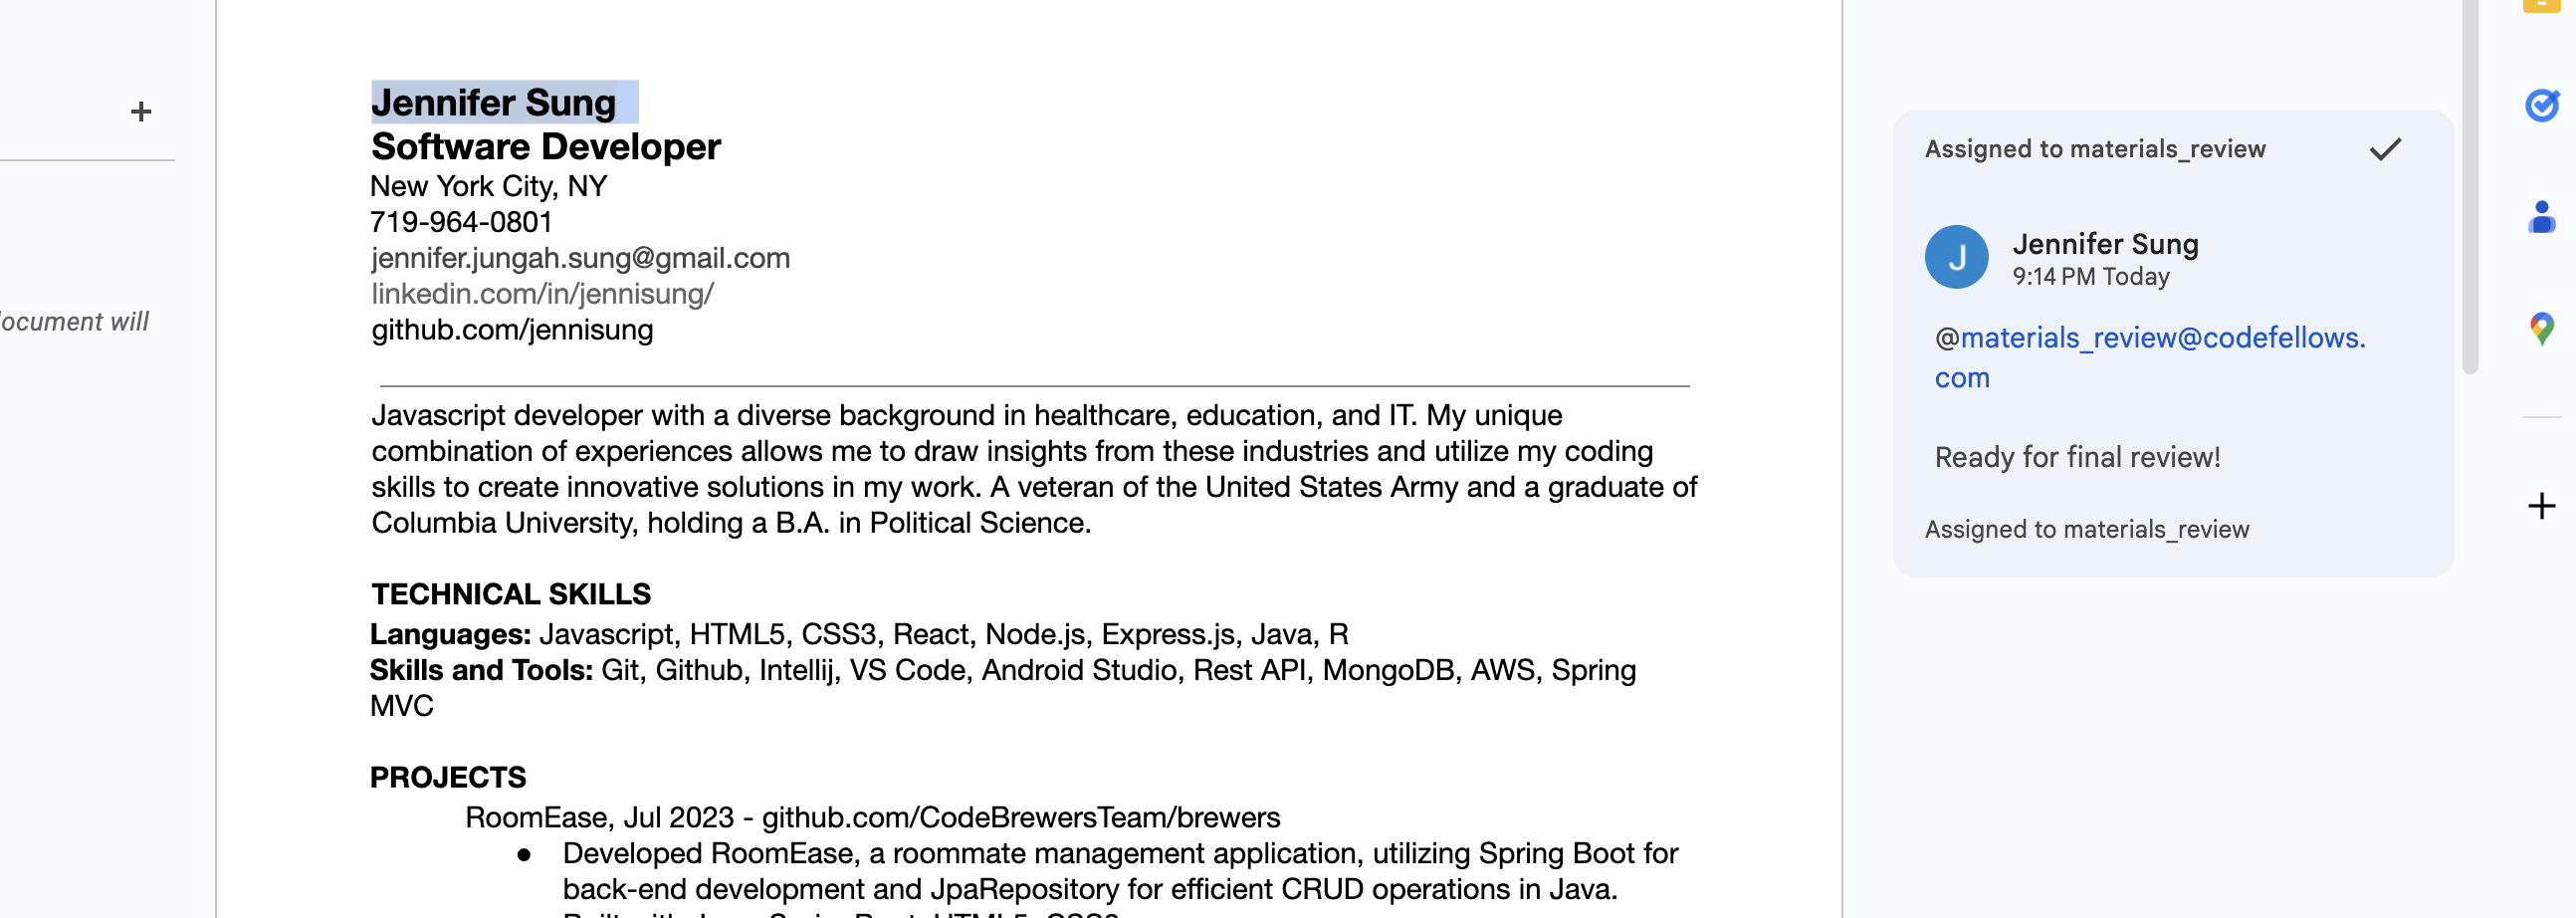 Jennifer Sung
Software Developer
New York City, NY
719-964-0801
jennifer.jungah.sung@gmail.com
linkedin.com/in/jennisung/
github.com/jennisung
Javascript developer with a diverse background in healthcare, education, and IT. My unique
combination of experiences allows me to draw insights from these industries and utilize my coding
skills to create innovative solutions in my work. A veteran of the United States Army and a graduate of
Columbia University, holding a B.A. in Political Science.
TECHNICAL SKILLS
Languages: Javascript, HTML5, CSS3, React, Node.js, Express.js, Java, R
Skills and Tools: Git, Github, Intellij, VS Code, Android Studio, Rest API, MongoDB, AWS, Spring
MVC
PROJECTS
RoomEase, Jul 2023 - github.com/CodeBrewersTeam/brewers
● Developed RoomEase, a roommate management application, utilizing Spring Boot for
back-end development and JpaRepository for efficient CRUD operations in Java.
document will
Assigned to materials_review
J
Jennifer Sung
9:14 PM Today
@materials_review@codefellows.
com
Ready for final review!
Assigned to materials_review